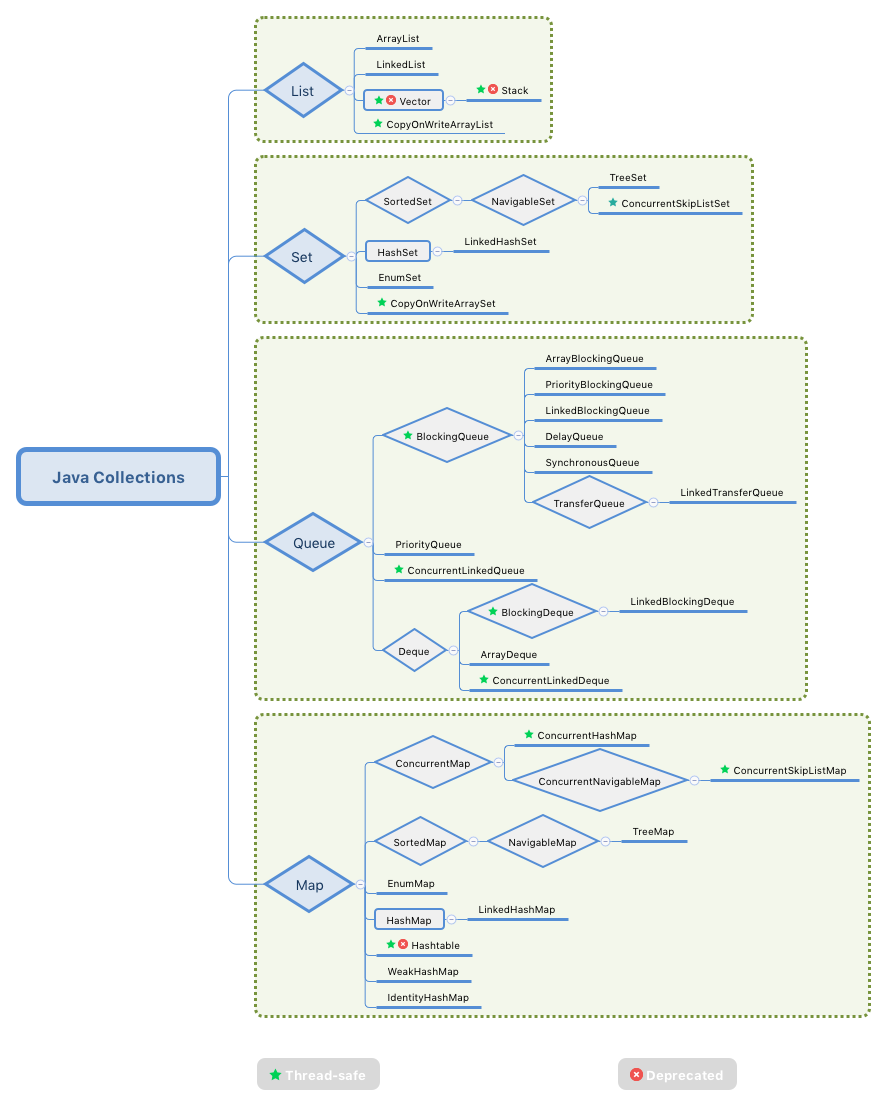 Java Collections
List
ArrayList
LinkedList
Vector
Stack
CopyOnWriteArrayList
Set
SortedSet
NavigableSet
TreeSet
ConcurrentSkipListSet
HashSet
LinkedHashSet
EnumSet
CopyOnWriteArraySet
Queue
BlockingQueue
ArrayBlockingQueue
PriorityBlockingQueue
LinkedBlockingQueue
DelayQueue
SynchronousQueue
TransferQueue
LinkedTransferQueue
PriorityQueue
ConcurrentLinkedQueue
Deque
BlockingDeque
LinkedBlockingDeque
ArrayDeque
ConcurrentLinkedDeque
Map
ConcurrentMap
ConcurrentHashMap
ConcurrentNavigableMap
ConcurrentSkipListMap
SortedMap
NavigableMap
TreeMap
EnumMap
HashMap
LinkedHashMap
Hashtable
WeakHashMap
IdentityHashMap
Thread-safe
Deprecated